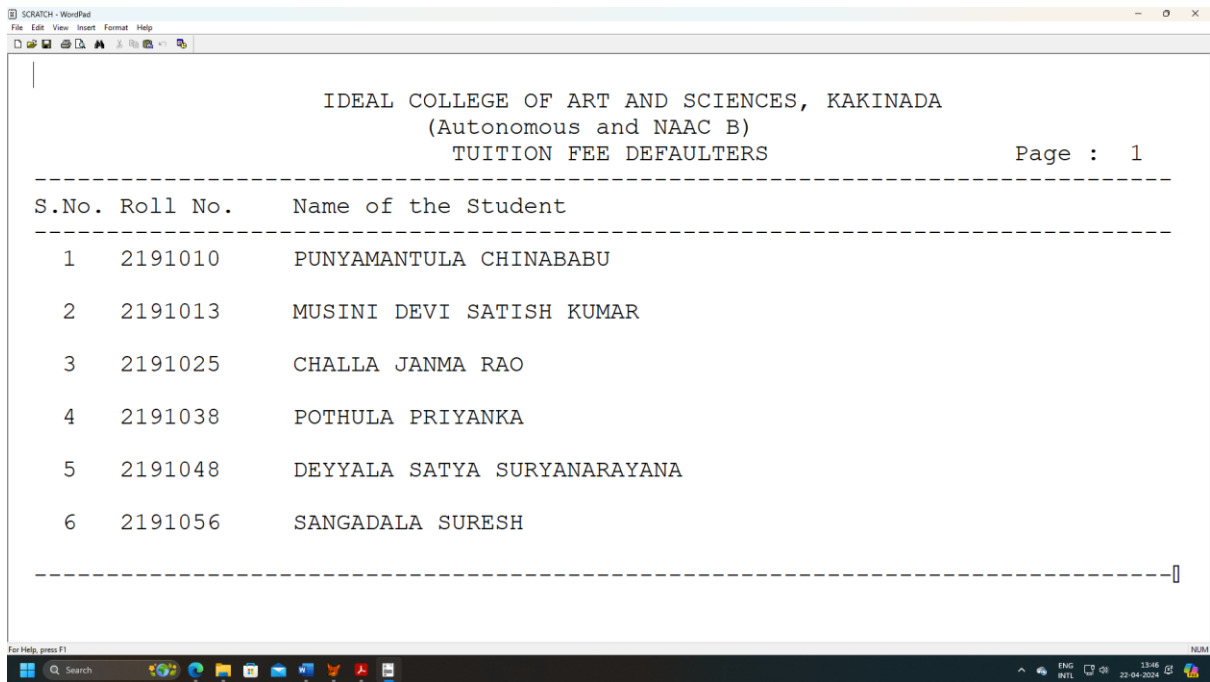 SCRATCH - WordPad
File Edit View Insert Format Help
IDEAL COLLEGE OF ART AND SCIENCES, KAKINADA
(Autonomous and NAAC B)
TUITION FEE DEFAULTERS Page : 1
--------------------------------------------------------------------------------
S.No. Roll No. Name of the Student
--------------------------------------------------------------------------------
1 2191010 PUNYAMANTULA CHINABABU
2 2191013 MUSINI DEVI SATISH KUMAR
3 2191025 CHALLA JANMA RAO
4 2191038 POTHULA PRIYANKA
5 2191048 DEYYALA SATYA SURYANARAYANA
6 2191056 SANGADALA SURESH
--------------------------------------------------------------------------------
For Help, press F1 NUM
Search ENG 13:46
INTL 22-04-2024